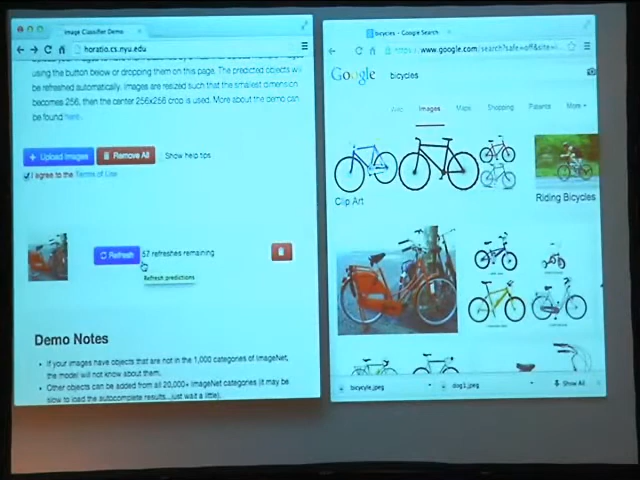 Image Classifier Demo
horatio.cs.nyu.edu
using the button below or dropping them on this page. The predicted objects will
be refreshed automatically. Images are resized such that the smallest dimension
becomes 256, then the center 256x256 crop is used. More about the demo can
be found here.
+ Upload Images
Remove All
Show help tips
I agree to the Terms of Use
Refresh
57 refreshes remaining
Refresh predictions
Demo Notes
• If your images have objects that are not in the 1,000 categories of ImageNet,
the model will not know about them.
• Other objects can be added from all 20,000+ ImageNet categories (it may be
slow to load the autocomplete results...just wait a little).
bicycles - Google Search
https://www.google.com/search?safe=off&site=
Google
bicycles
Web
Images
Maps
Shopping
Patents
More
Clip Art
Riding Bicycles
bicycle.jpeg
dog1.jpeg
Show All